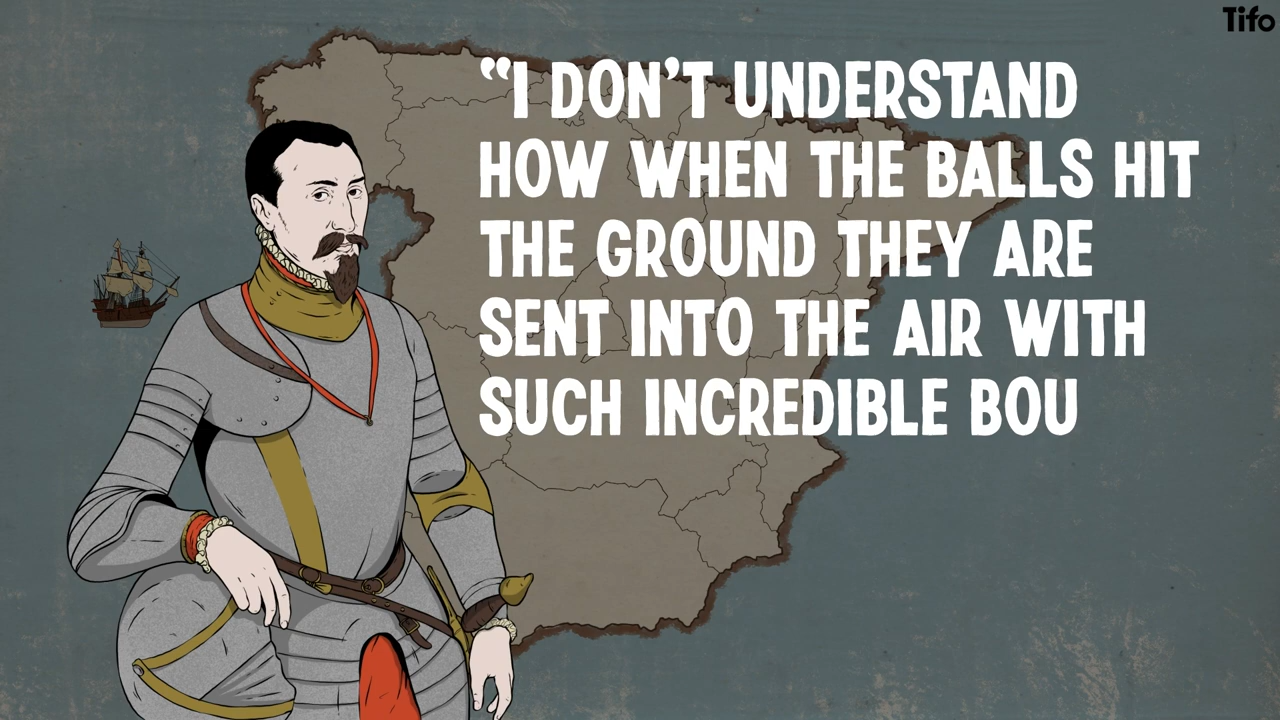 Tifo
“I DON’T UNDERSTAND
HOW WHEN THE BALLS HIT
THE GROUND THEY ARE
SENT INTO THE AIR WITH
SUCH INCREDIBLE BOU